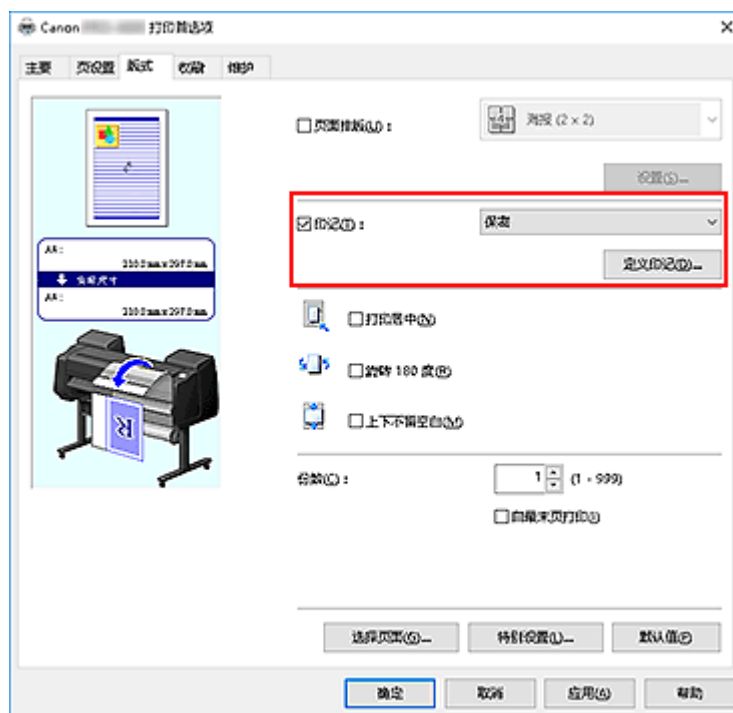 Canon 打印首选项
主要 页设置 版式 收藏 维护
页面排版(U)：
海报 (2 × 2)
设置(S)...
印记(T)：
保密
定义印记(D)...
A4：
210.0mm x 297.0mm
实际尺寸
A4：
210.0mm x 297.0mm
打印居中(N)
旋转 180 度(R)
上下不留空白(M)
份数(C)：
1 (1 - 999)
自最末页打印(I)
选择页面(G)...
特别设置(L)...
默认值(F)
确定
取消
应用(A)
帮助